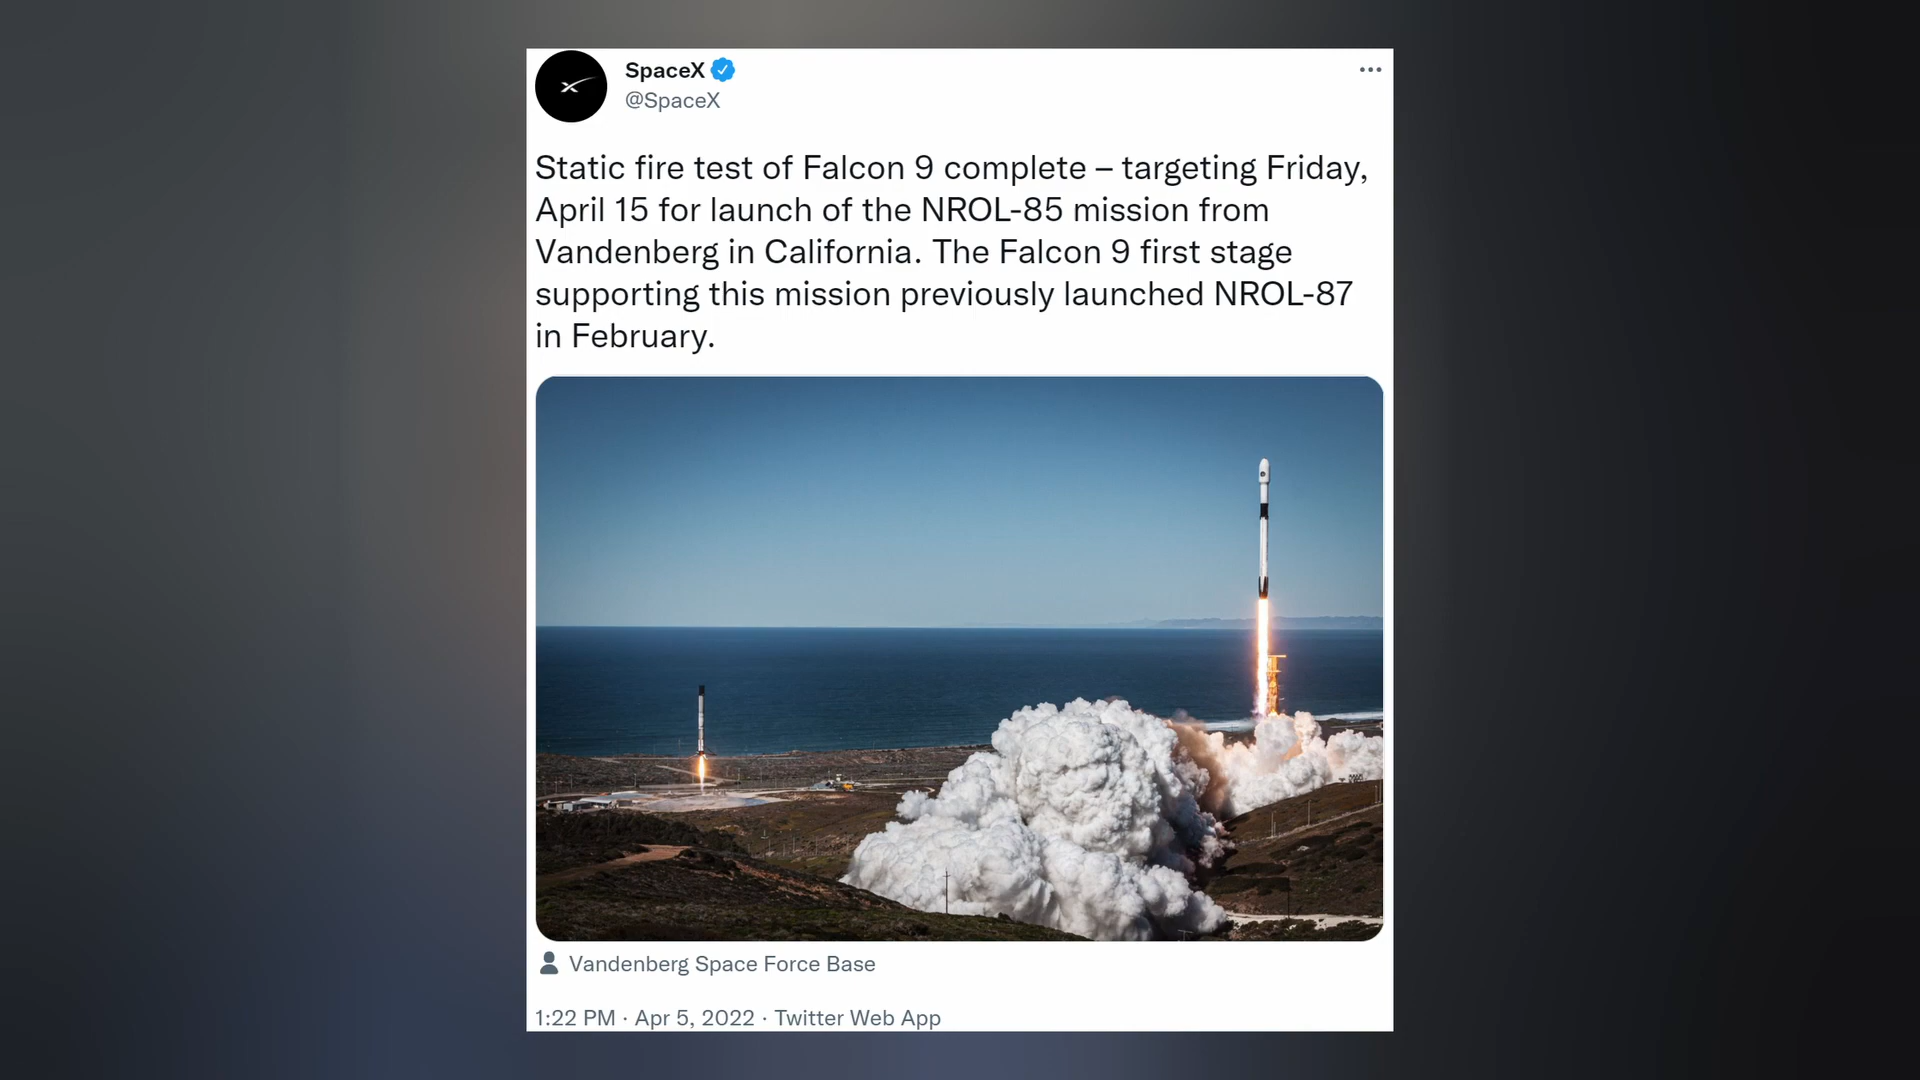 SpaceX
@SpaceX
Static fire test of Falcon 9 complete – targeting Friday,
April 15 for launch of the NROL-85 mission from
Vandenberg in California. The Falcon 9 first stage
supporting this mission previously launched NROL-87
in February.
Vandenberg Space Force Base
1:22 PM · Apr 5, 2022 · Twitter Web App